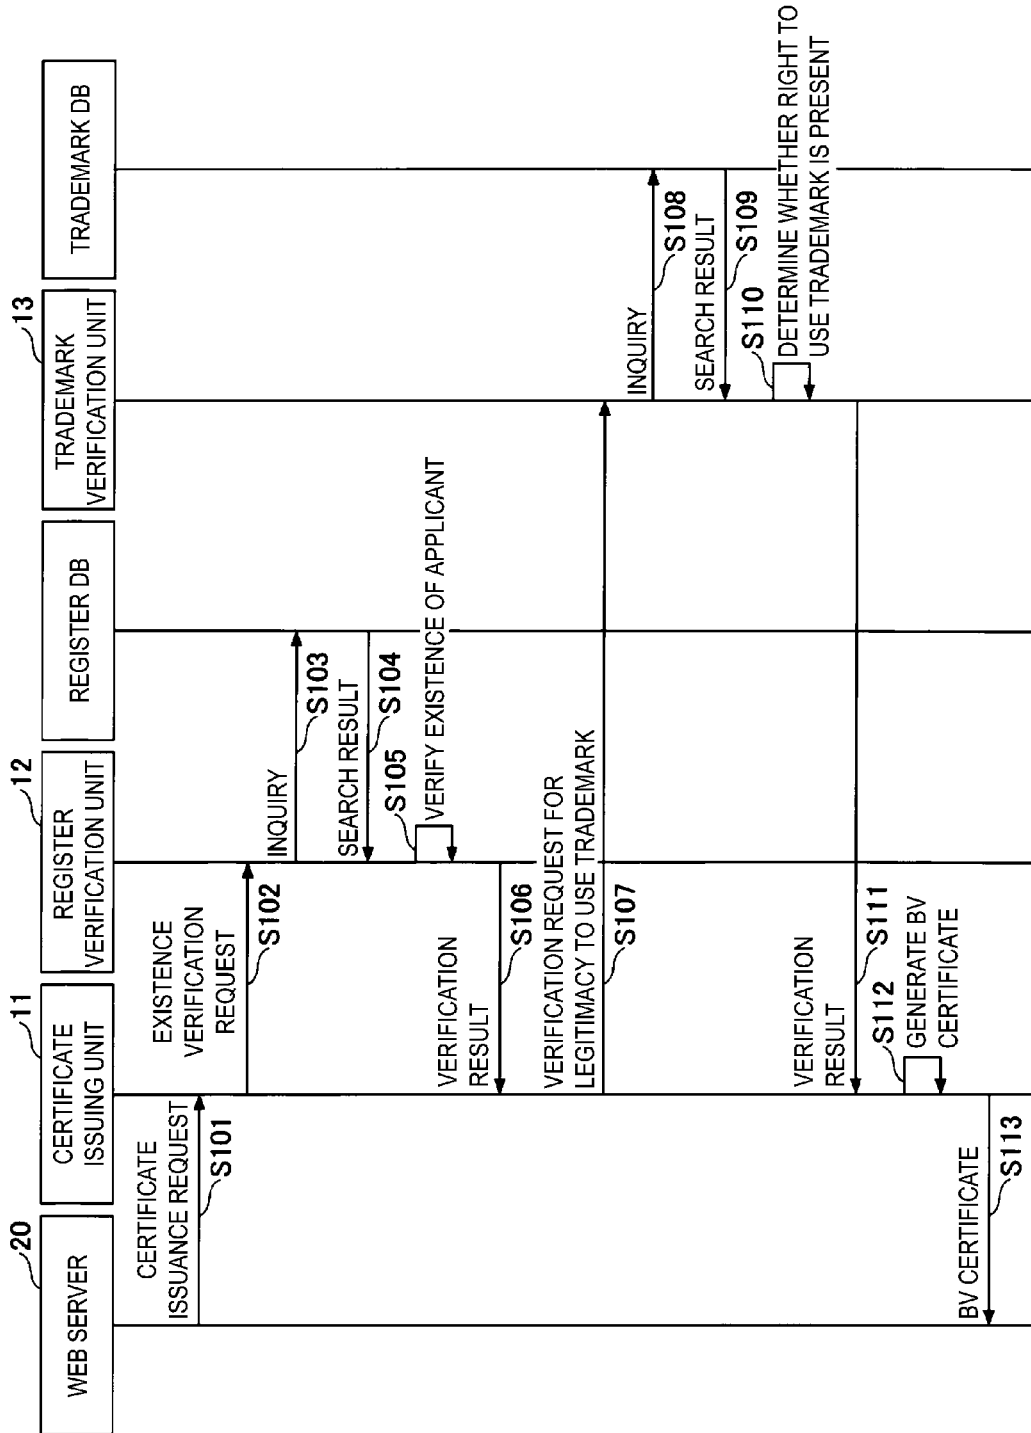 20
WEB SERVER
11
CERTIFICATE
ISSUING UNIT
12
REGISTER
VERIFICATION UNIT
REGISTER DB
13
TRADEMARK
VERIFICATION UNIT
TRADEMARK DB
CERTIFICATE
ISSUANCE REQUEST
S101
EXISTENCE
VERIFICATION
REQUEST
S102
INQUIRY
S103
SEARCH RESULT
S104
S105
VERIFY EXISTENCE OF APPLICANT
VERIFICATION
RESULT
S106
VERIFICATION REQUEST FOR
LEGITIMACY TO USE TRADEMARK
S107
INQUIRY
S108
SEARCH RESULT
S109
S110
DETERMINE WHETHER RIGHT TO
USE TRADEMARK IS PRESENT
VERIFICATION
RESULT
S111
S112
GENERATE BV
CERTIFICATE
BV CERTIFICATE
S113